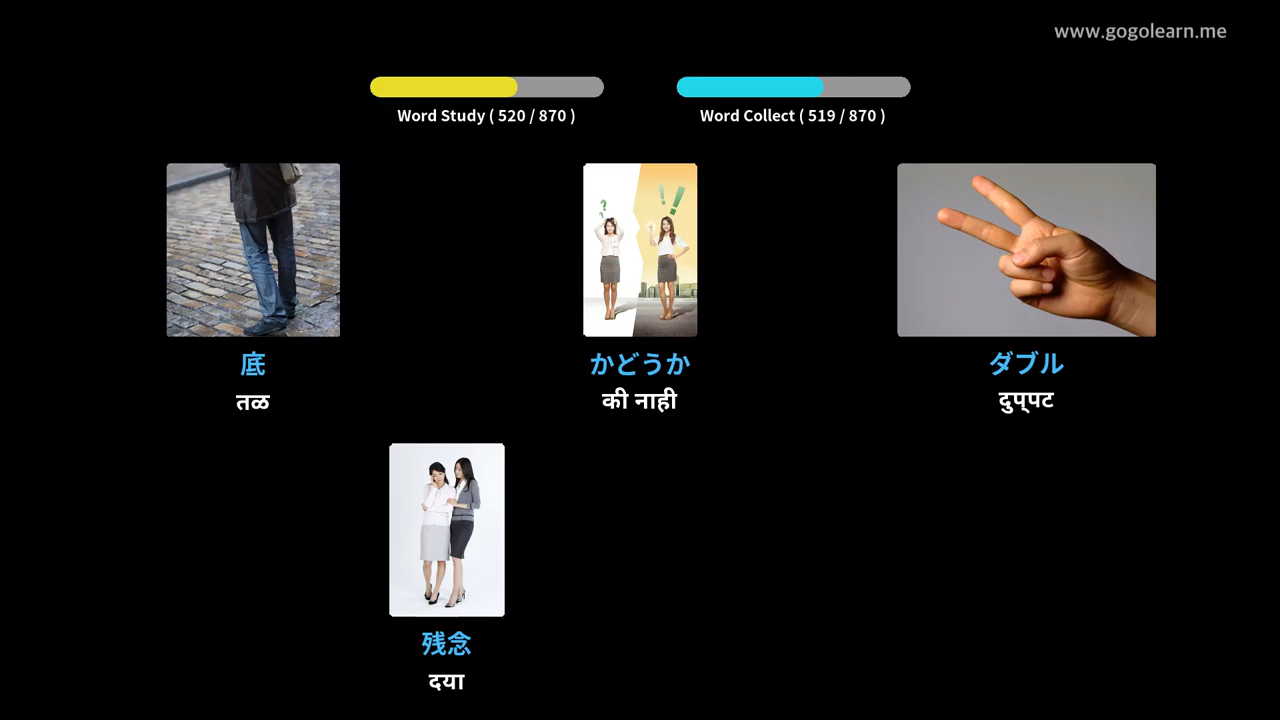 www.gogolearn.me
Word Study ( 520 / 870 )
Word Collect ( 519 / 870 )
底
तळ
かどうか
की नाही
ダブル
दुप्पट
残念
दया